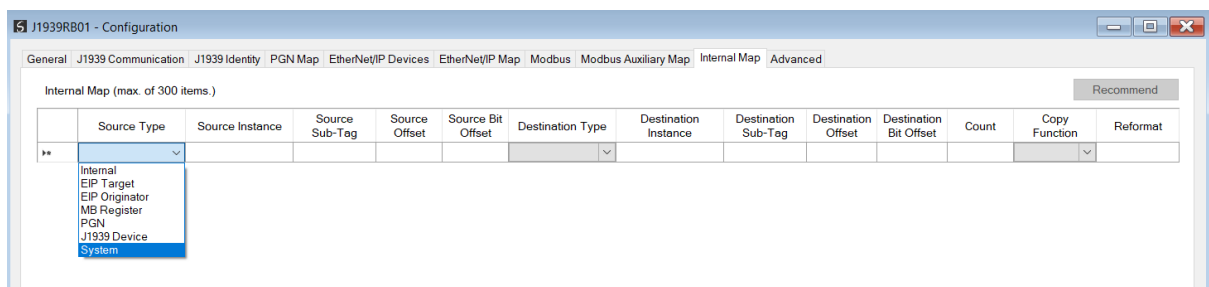 J1939RB01 - Configuration
General J1939 Communication J1939 Identity PGN Map EtherNet/IP Devices EtherNet/IP Map Modbus Modbus Auxiliary Map Internal Map Advanced
Internal Map (max. of 300 items.)
Recommend
Source Type Source Instance Source Sub-Tag Source Offset Source Bit Offset Destination Type Destination Instance Destination Sub-Tag Destination Offset Destination Bit Offset Count Copy Function Reformat
Internal
EIP Target
EIP Originator
MB Register
PGN
J1939 Device
System